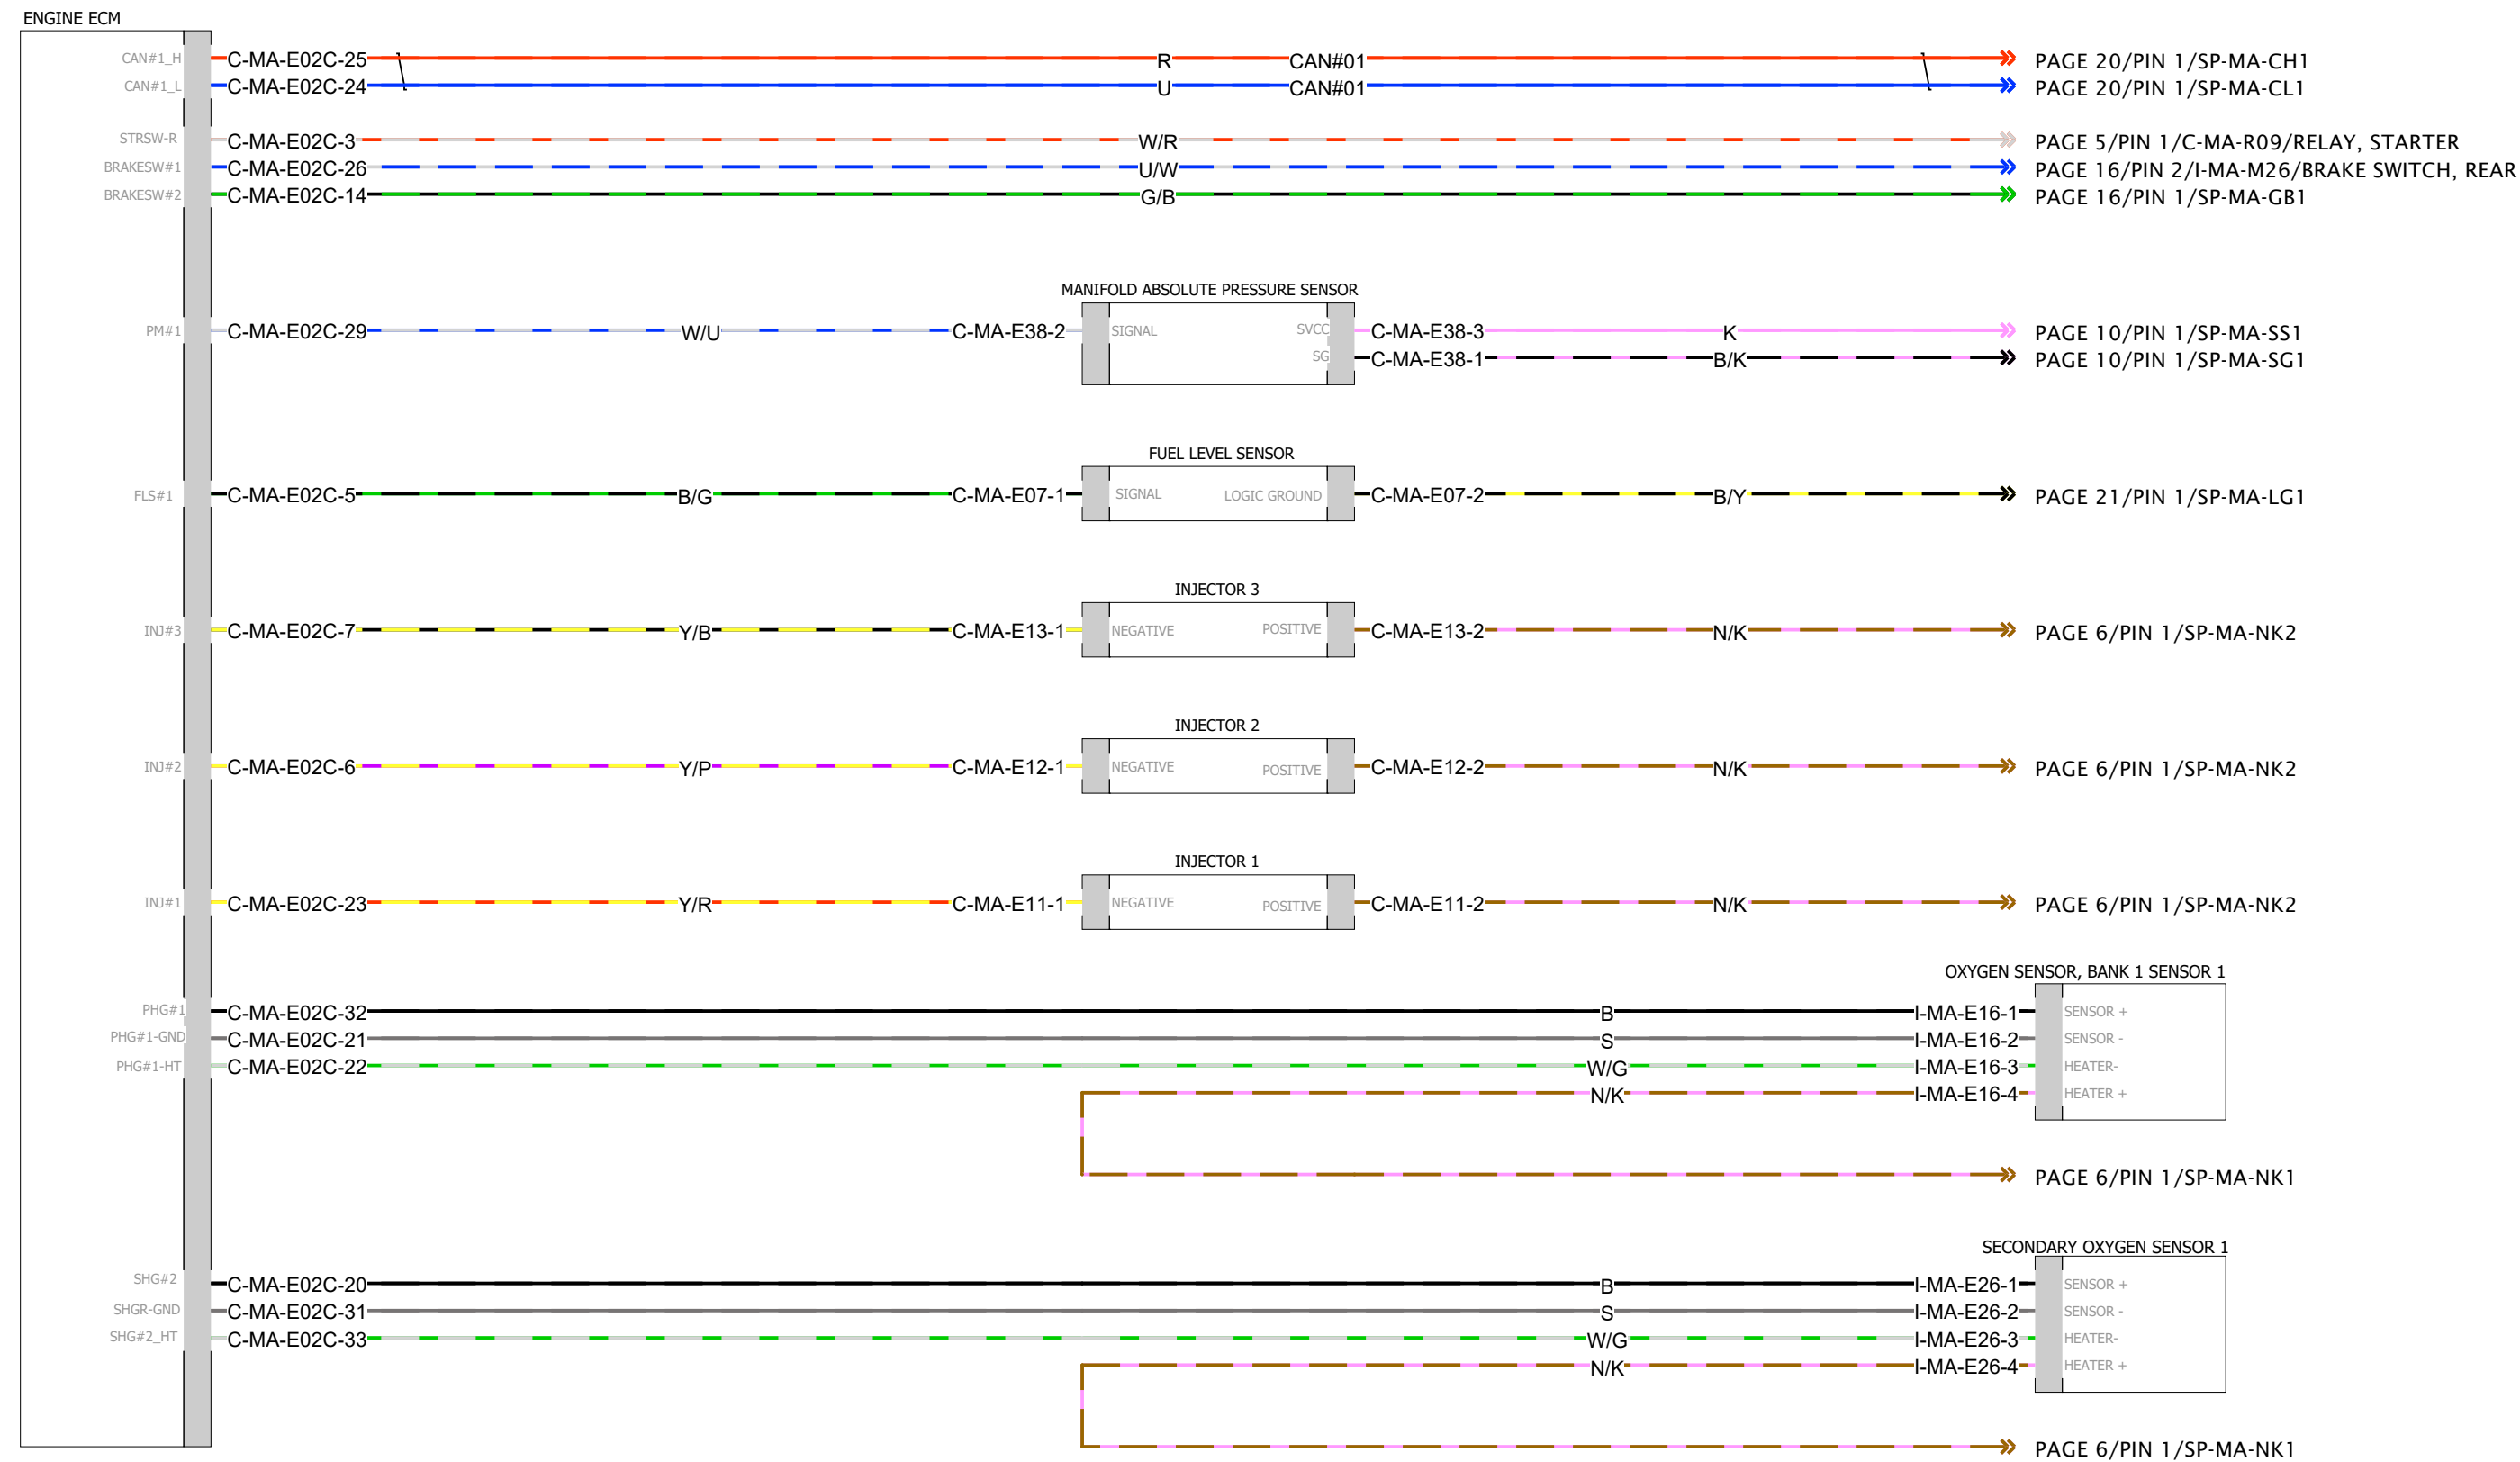 ENGINE ECM
CAN#1_H C-MA-E02C-25 R CAN#01 PAGE 20/PIN 1/SP-MA-CH1
CAN#1_L C-MA-E02C-24 U CAN#01 PAGE 20/PIN 1/SP-MA-CL1
STRSW-R C-MA-E02C-3 W/R PAGE 5/PIN 1/C-MA-R09/RELAY, STARTER
BRAKESW#1 C-MA-E02C-26 U/W PAGE 16/PIN 2/I-MA-M26/BRAKE SWITCH, REAR
BRAKESW#2 C-MA-E02C-14 G/B PAGE 16/PIN 1/SP-MA-GB1
MANIFOLD ABSOLUTE PRESSURE SENSOR
PM#1 C-MA-E02C-29 W/U C-MA-E38-2 SIGNAL SVCC C-MA-E38-3 K PAGE 10/PIN 1/SP-MA-SS1
SG C-MA-E38-1 B/K PAGE 10/PIN 1/SP-MA-SG1
FUEL LEVEL SENSOR
FLS#1 C-MA-E02C-5 B/G C-MA-E07-1 SIGNAL LOGIC GROUND C-MA-E07-2 B/Y PAGE 21/PIN 1/SP-MA-LG1
INJECTOR 3
INJ#3 C-MA-E02C-7 Y/B C-MA-E13-1 NEGATIVE POSITIVE C-MA-E13-2 N/K PAGE 6/PIN 1/SP-MA-NK2
INJECTOR 2
INJ#2 C-MA-E02C-6 Y/P C-MA-E12-1 NEGATIVE POSITIVE C-MA-E12-2 N/K PAGE 6/PIN 1/SP-MA-NK2
INJECTOR 1
INJ#1 C-MA-E02C-23 Y/R C-MA-E11-1 NEGATIVE POSITIVE C-MA-E11-2 N/K PAGE 6/PIN 1/SP-MA-NK2
OXYGEN SENSOR, BANK 1 SENSOR 1
PHG#1 C-MA-E02C-32 B I-MA-E16-1 SENSOR +
PHG#1-GND C-MA-E02C-21 S I-MA-E16-2 SENSOR -
PHG#1-HT C-MA-E02C-22 W/G I-MA-E16-3 HEATER-
N/K I-MA-E16-4 HEATER +
PAGE 6/PIN 1/SP-MA-NK1
SECONDARY OXYGEN SENSOR 1
SHG#2 C-MA-E02C-20 B I-MA-E26-1 SENSOR +
SHGR-GND C-MA-E02C-31 S I-MA-E26-2 SENSOR -
SHG#2_HT C-MA-E02C-33 W/G I-MA-E26-3 HEATER-
N/K I-MA-E26-4 HEATER +
PAGE 6/PIN 1/SP-MA-NK1